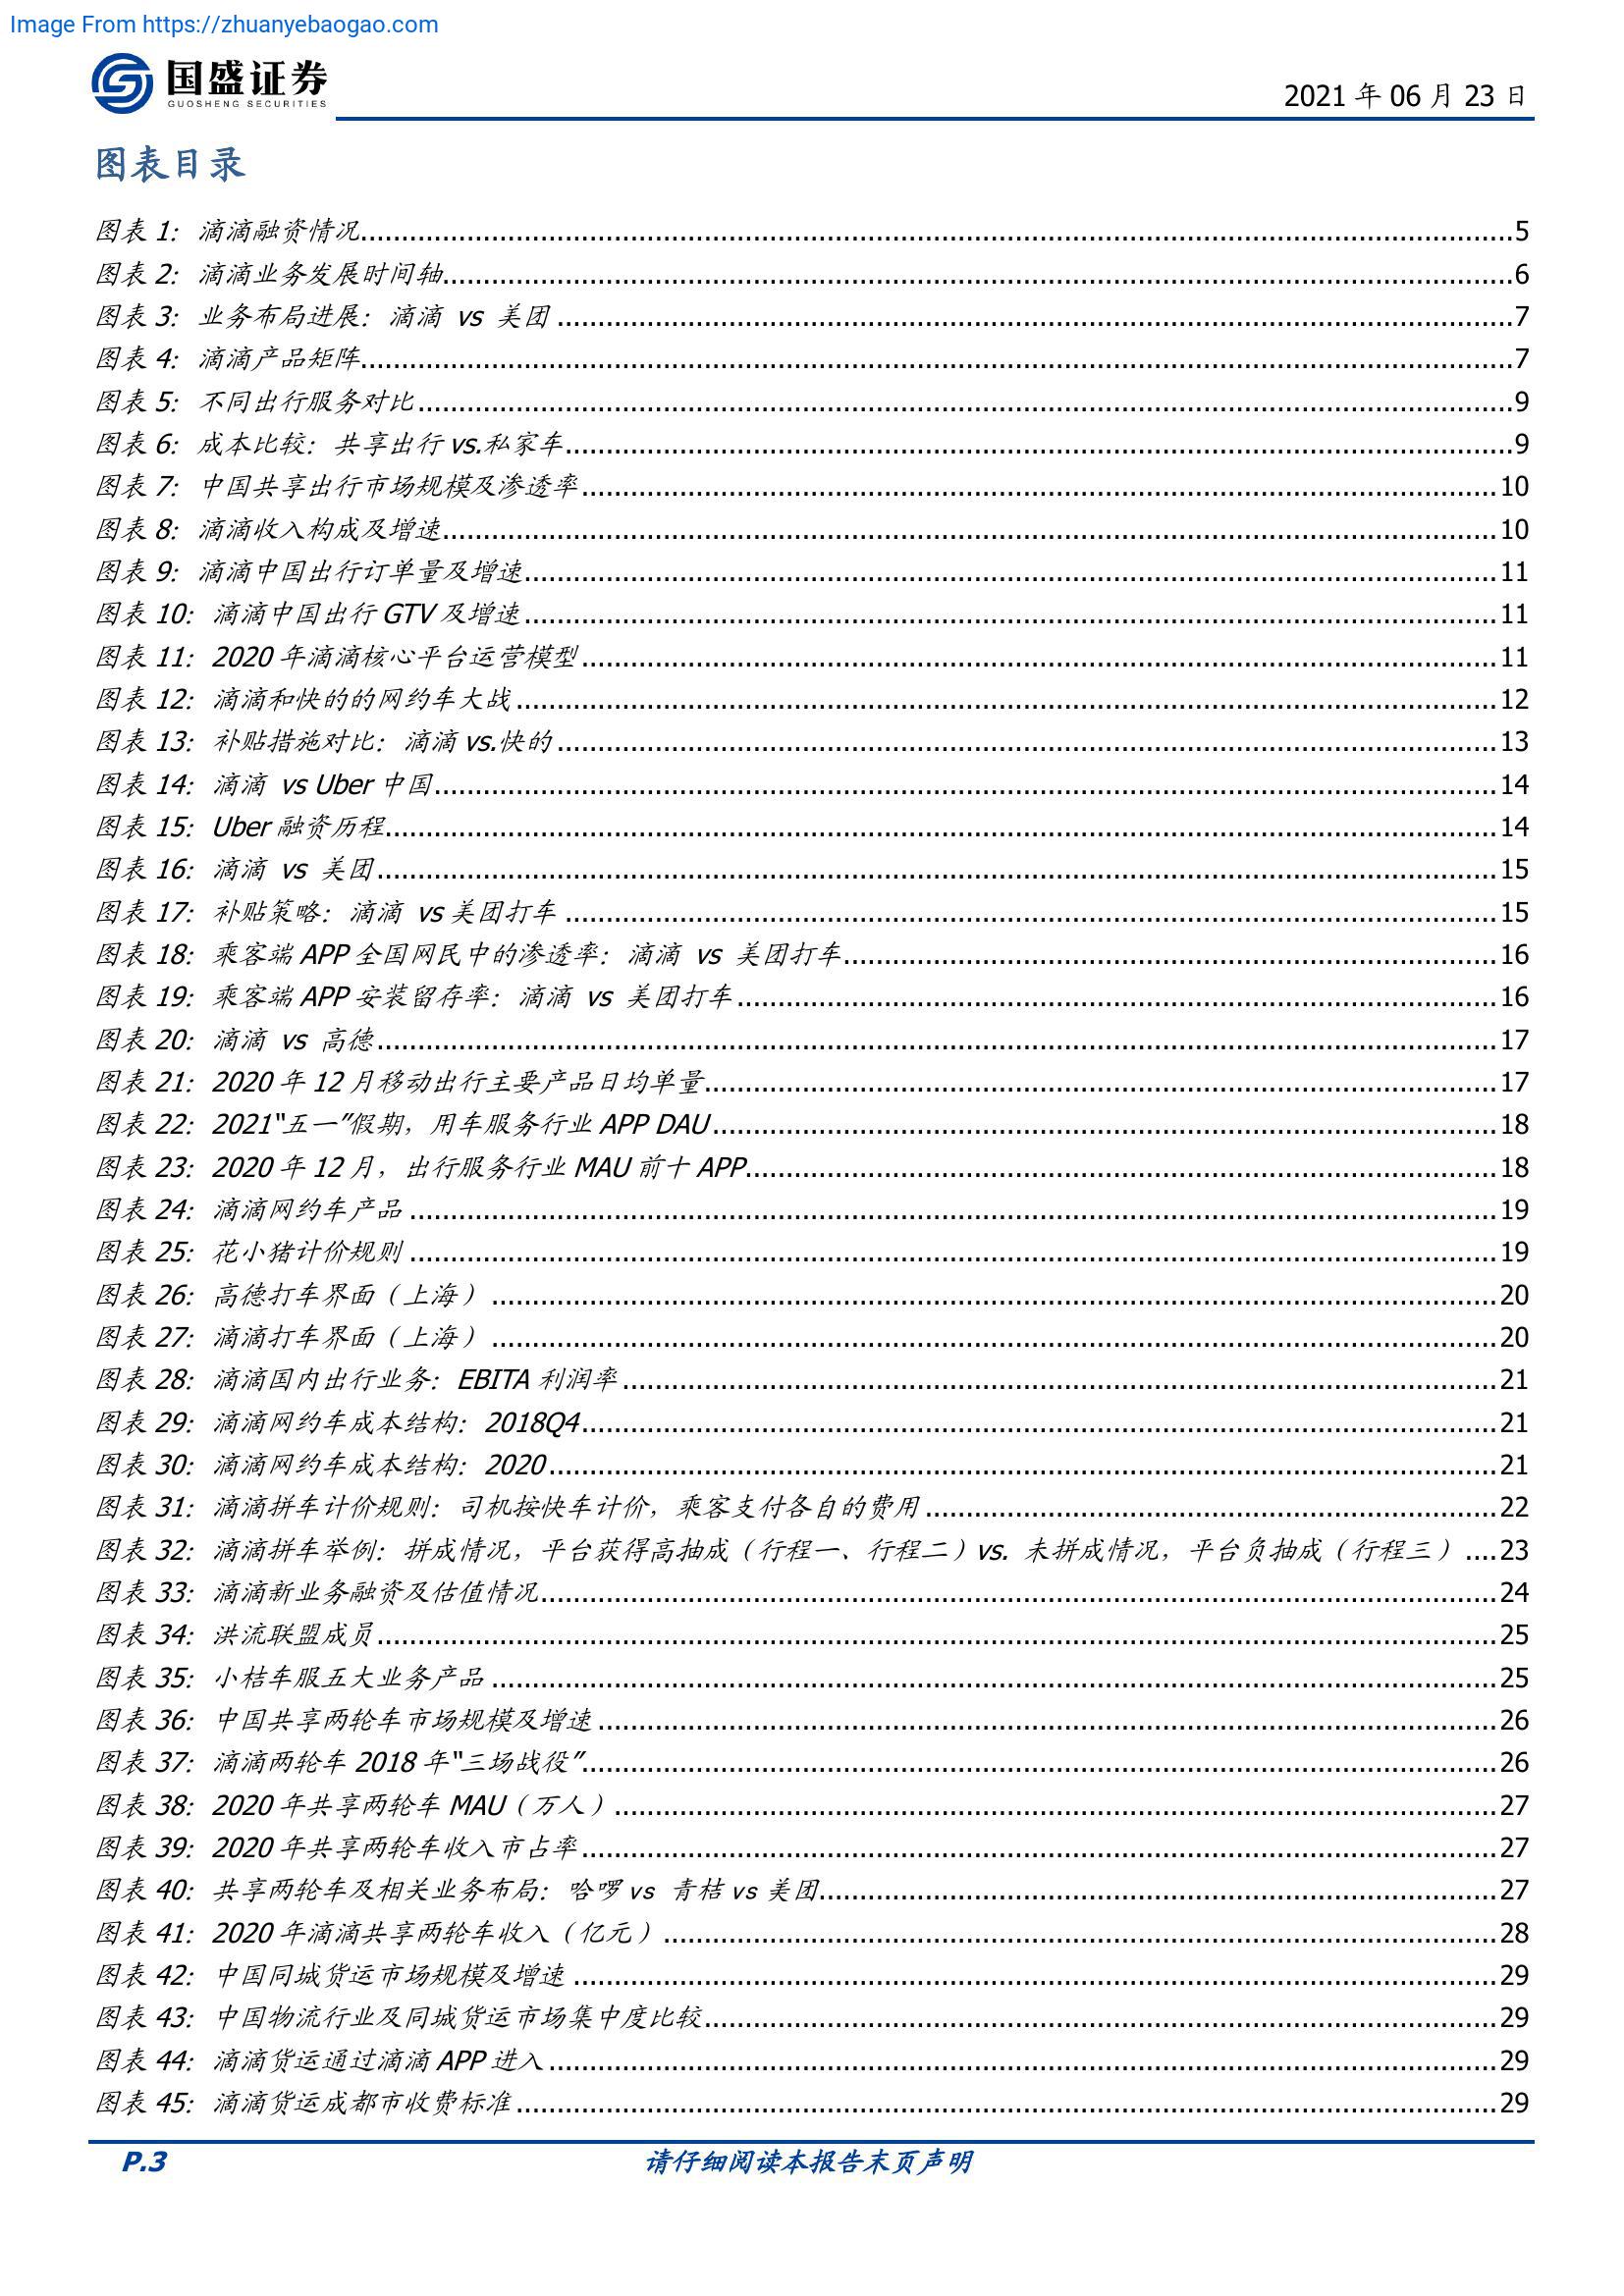 Image From https://zhuanyebaogao.com
国盛证券
GUOSHENG SECURITIES
2021 年 06 月 23 日
图表目录
图表 1: 滴滴融资情况 5
图表 2: 滴滴业务发展时间轴 6
图表 3: 业务布局进展：滴滴 vs 美团 7
图表 4: 滴滴产品矩阵 7
图表 5: 不同出行服务对比 9
图表 6: 成本比较：共享出行 vs.私家车 9
图表 7: 中国共享出行市场规模及渗透率 10
图表 8: 滴滴收入构成及增速 10
图表 9: 滴滴中国出行订单量及增速 11
图表 10: 滴滴中国出行 GTV 及增速 11
图表 11: 2020 年滴滴核心平台运营模型 11
图表 12: 滴滴和快的的网约车大战 12
图表 13: 补贴措施对比：滴滴 vs.快的 13
图表 14: 滴滴 vs Uber 中国 14
图表 15: Uber 融资历程 14
图表 16: 滴滴 vs 美团 15
图表 17: 补贴策略：滴滴 vs 美团打车 15
图表 18: 乘客端 APP 全国网民中的渗透率：滴滴 vs 美团打车 16
图表 19: 乘客端 APP 安装留存率：滴滴 vs 美团打车 16
图表 20: 滴滴 vs 高德 17
图表 21: 2020 年 12 月移动出行主要产品日均单量 17
图表 22: 2021“五一”假期，用车服务行业 APP DAU 18
图表 23: 2020 年 12 月，出行服务行业 MAU 前十 APP 18
图表 24: 滴滴网约车产品 19
图表 25: 花小猪计价规则 19
图表 26: 高德打车界面（上海） 20
图表 27: 滴滴打车界面（上海） 20
图表 28: 滴滴国内出行业务：EBITA 利润率 21
图表 29: 滴滴网约车成本结构：2018Q4 21
图表 30: 滴滴网约车成本结构：2020 21
图表 31: 滴滴拼车计价规则：司机按快车计价，乘客支付各自的费用 22
图表 32: 滴滴拼车举例：拼成情况，平台获得高抽成（行程一、行程二）vs. 未拼成情况，平台负抽成（行程三） 23
图表 33: 滴滴新业务融资及估值情况 24
图表 34: 洪流联盟成员 25
图表 35: 小桔车服五大业务产品 25
图表 36: 中国共享两轮车市场规模及增速 26
图表 37: 滴滴两轮车 2018 年“三场战役” 26
图表 38: 2020 年共享两轮车 MAU（万人） 27
图表 39: 2020 年共享两轮车收入市占率 27
图表 40: 共享两轮车及相关业务布局：哈啰 vs 青桔 vs 美团 27
图表 41: 2020 年滴滴共享两轮车收入（亿元） 28
图表 42: 中国同城货运市场规模及增速 29
图表 43: 中国物流行业及同城货运市场集中度比较 29
图表 44: 滴滴货运通过滴滴 APP 进入 29
图表 45: 滴滴货运成都市收费标准 29
P.3 请仔细阅读本报告末页声明